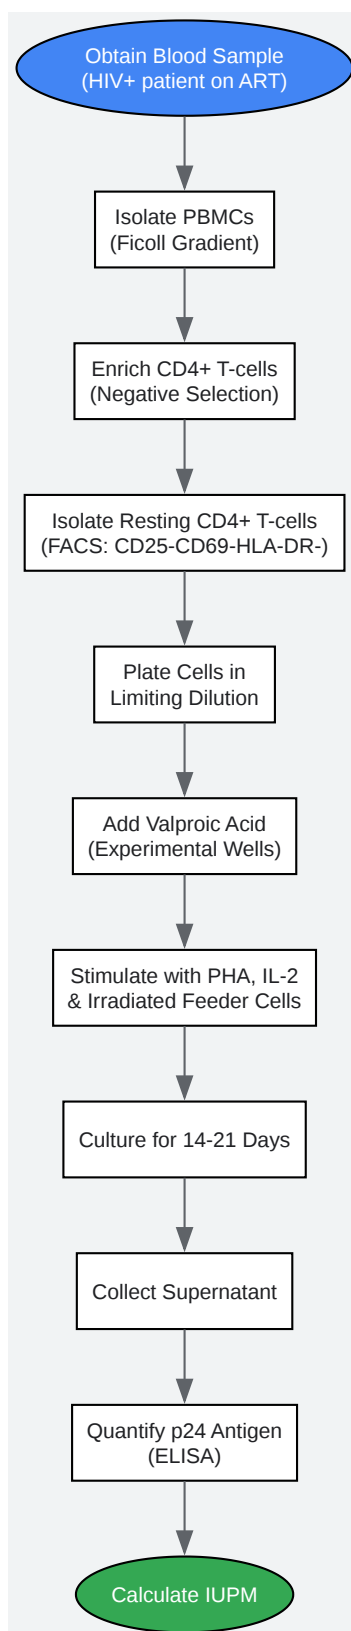 Obtain Blood Sample
(HIV+ patient on ART)
Isolate PBMCs
(Ficoll Gradient)
Enrich CD4+ T-cells
(Negative Selection)
Isolate Resting CD4+ T-cells
(FACS: CD25-CD69-HLA-DR-)
Plate Cells in
Limiting Dilution
Add Valproic Acid
(Experimental Wells)
Stimulate with PHA, IL-2
& Irradiated Feeder Cells
Culture for 14-21 Days
Collect Supernatant
Quantify p24 Antigen
(ELISA)
Calculate IUPM